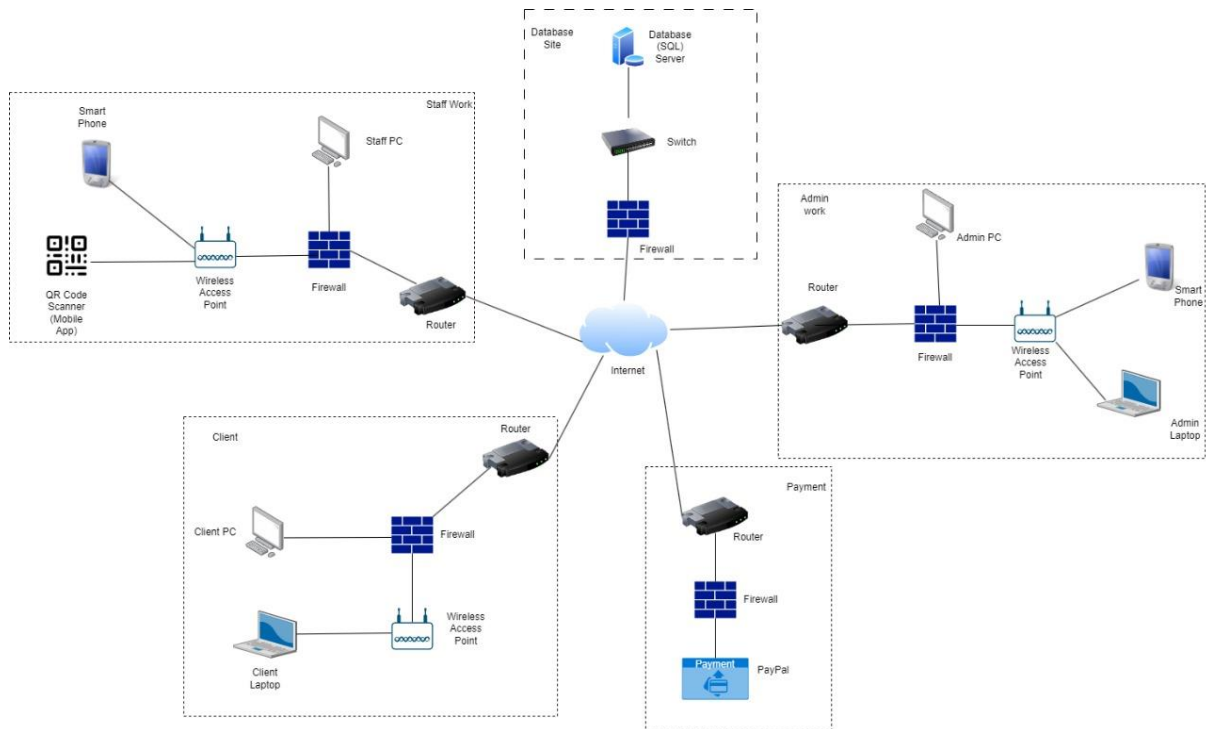 Database
Site
Database
(SQL)
Server
Switch
Firewall
Staff Work
Smart
Phone
Staff PC
QR Code
Scanner
(Mobile
App)
Wireless
Access
Point
Firewall
Router
Internet
Admin
work
Admin PC
Router
Firewall
Wireless
Access
Point
Smart
Phone
Admin
Laptop
Client
Router
Client PC
Firewall
Wireless
Access
Point
Client
Laptop
Payment
Router
Firewall
Payment
PayPal